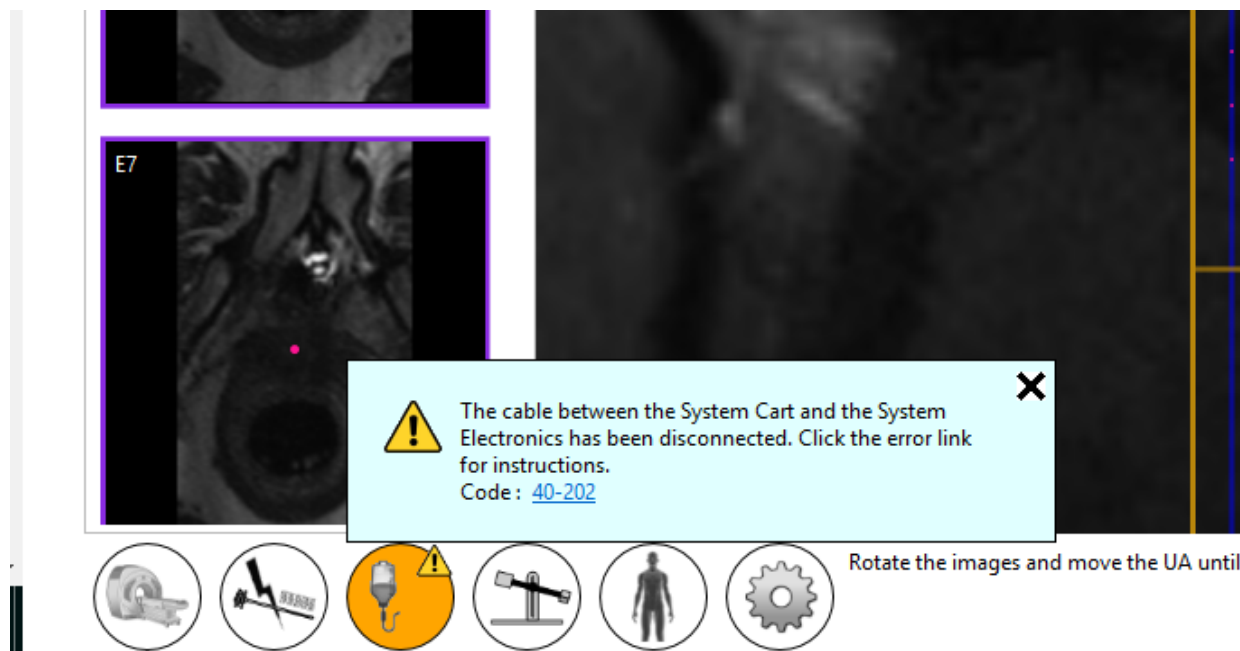 E7
The cable between the System Cart and the System
Electronics has been disconnected. Click the error link
for instructions.
Code : 40-202
Rotate the images and move the UA until